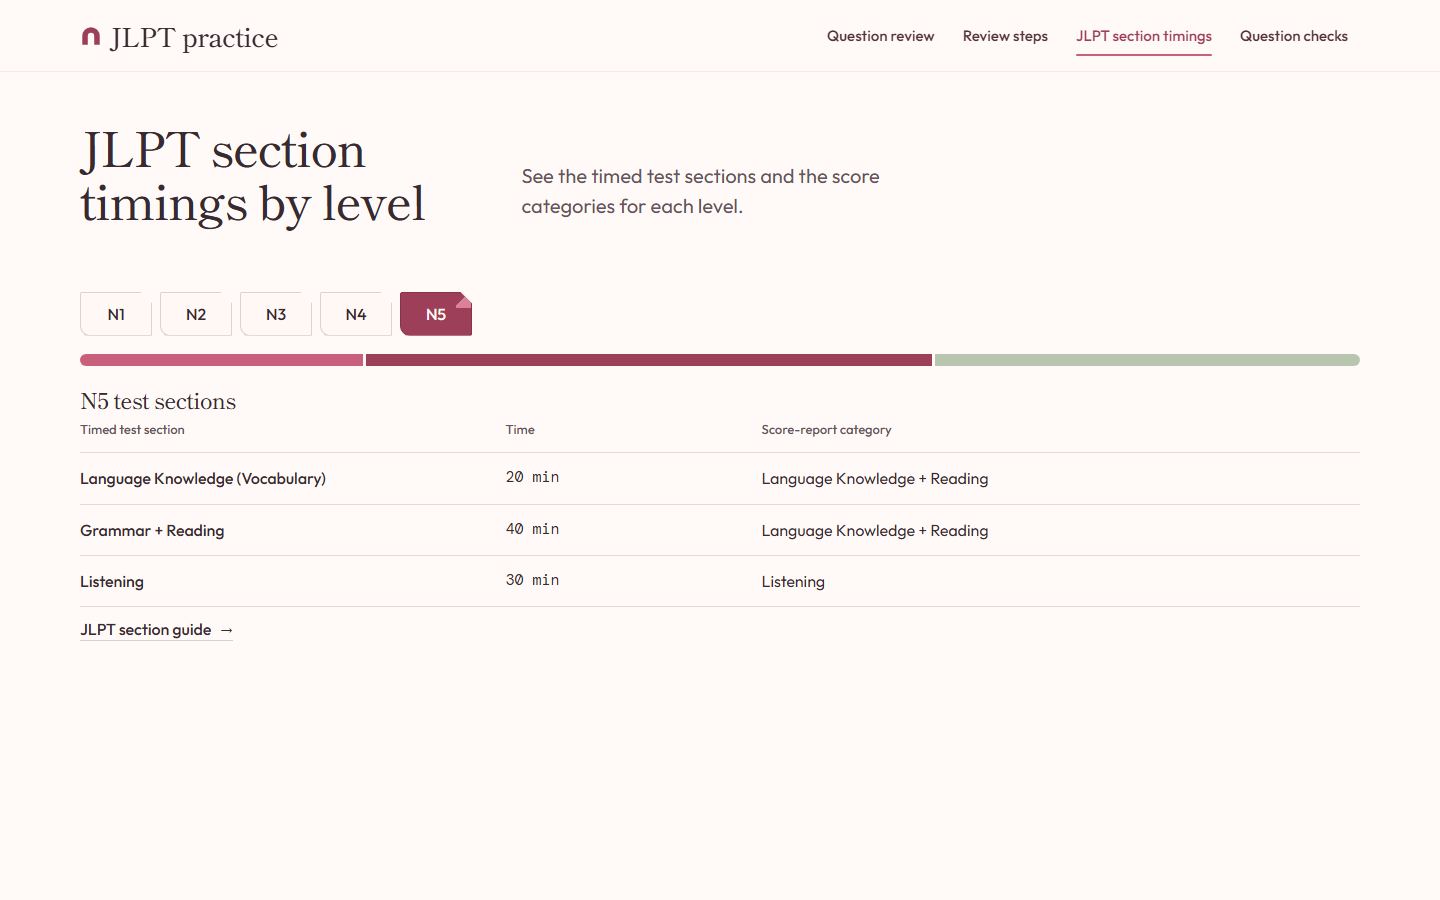 JLPT practice
Question review
Review steps
JLPT section timings
Question checks
JLPT section
timings by level
See the timed test sections and the score
categories for each level.
N1
N2
N3
N4
N5
N5 test sections
Timed test section
Time
Score-report category
Language Knowledge (Vocabulary)
20 min
Language Knowledge + Reading
Grammar + Reading
40 min
Language Knowledge + Reading
Listening
30 min
Listening
JLPT section guide →